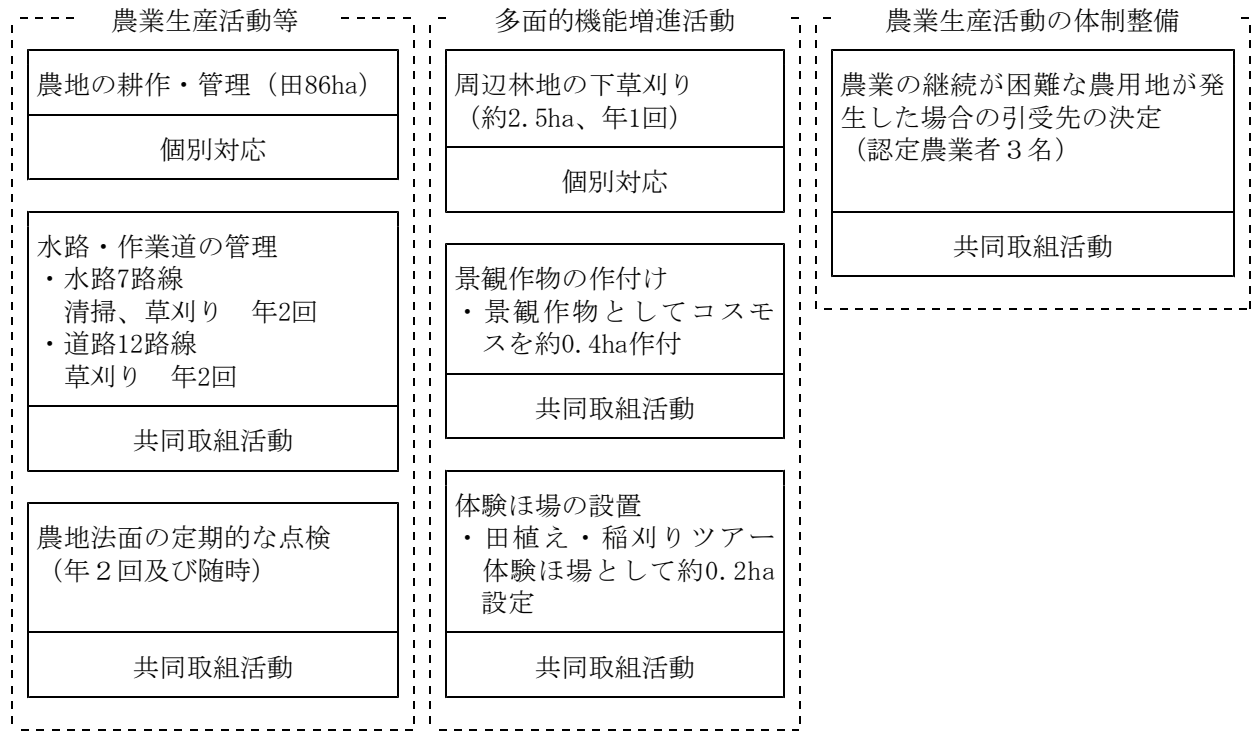 農業生産活動等
農地の耕作・管理（田86ha）
個別対応
水路・作業道の管理
・水路7路線
清掃、草刈り　年2回
・道路12路線
草刈り　年2回
共同取組活動
農地法面の定期的な点検
（年２回及び随時）
共同取組活動
多面的機能増進活動
周辺林地の下草刈り
（約2.5ha、年1回）
個別対応
景観作物の作付け
・景観作物としてコスモ
スを約0.4ha作付
共同取組活動
体験ほ場の設置
・田植え・稲刈りツアー
体験ほ場として約0.2ha
設定
共同取組活動
農業生産活動の体制整備
農業の継続が困難な農用地が発
生した場合の引受先の決定
（認定農業者３名）
共同取組活動